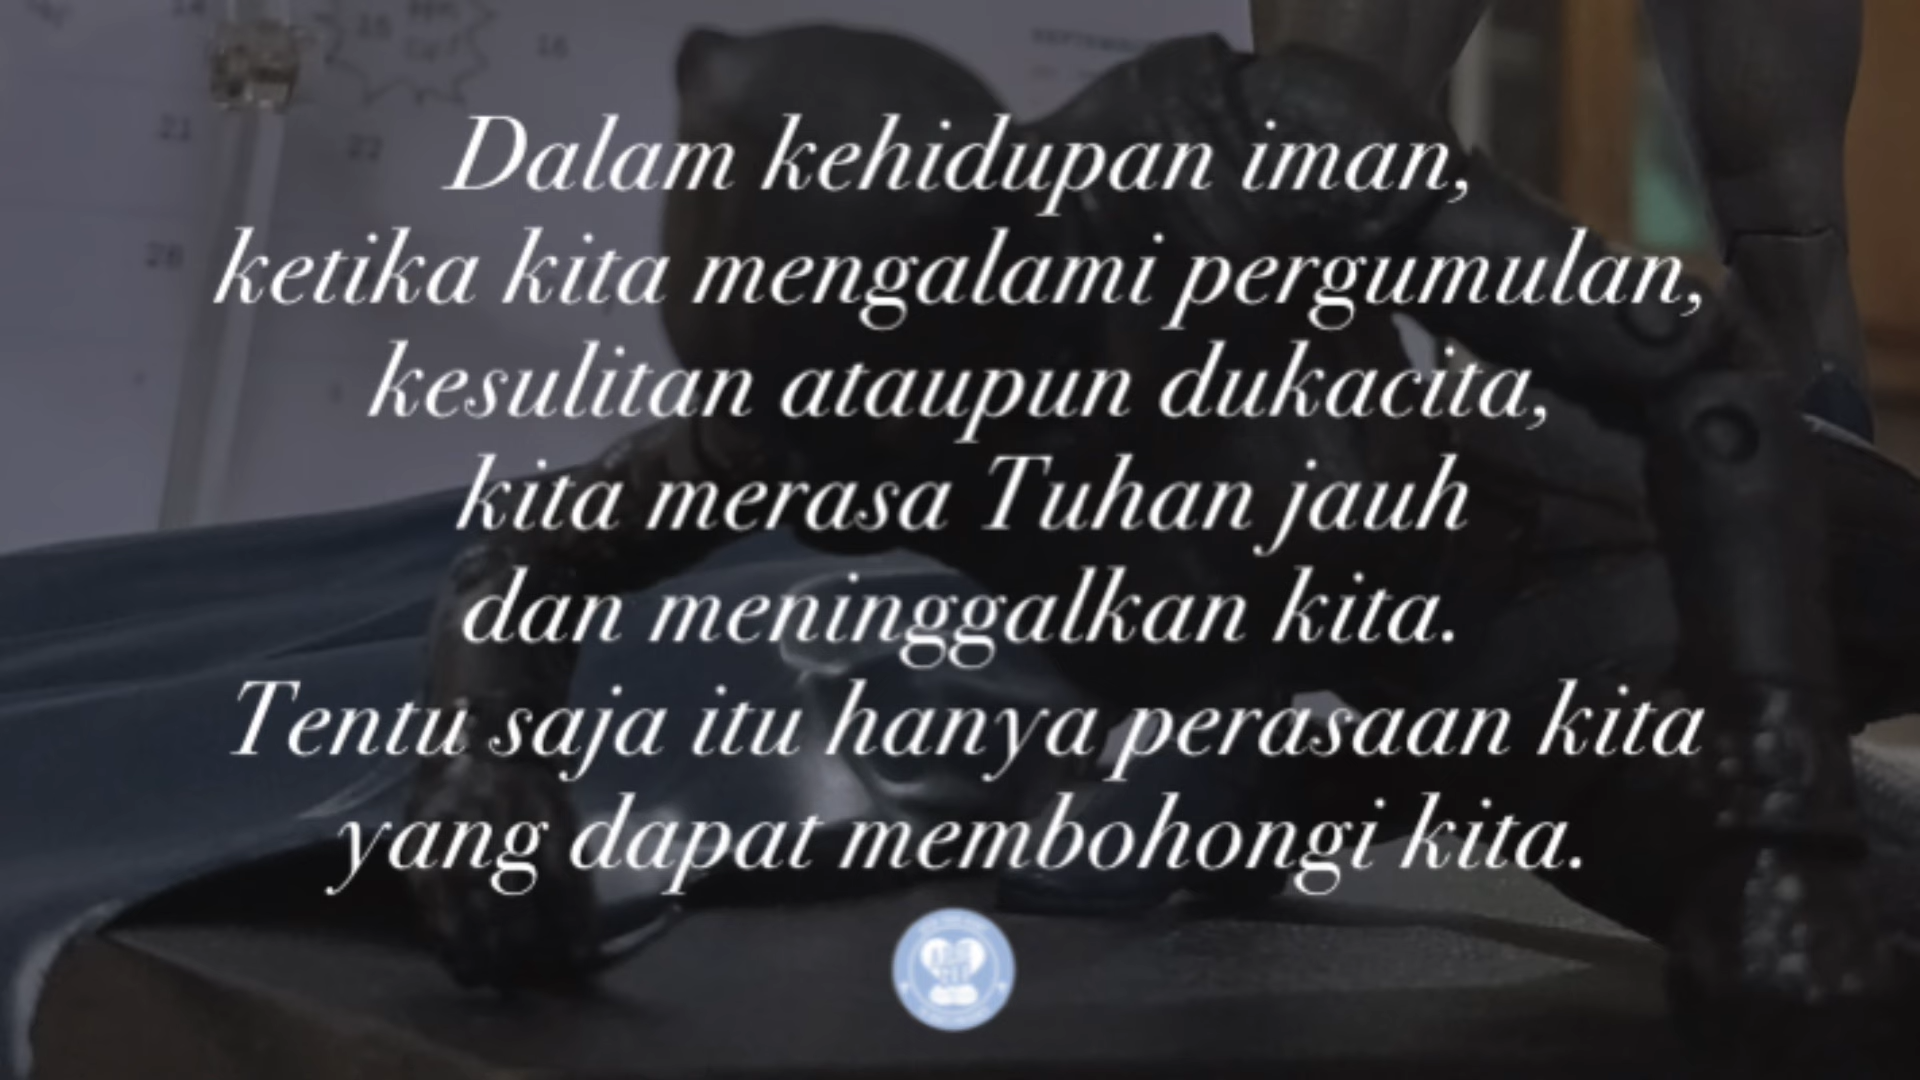 Dalam kehidupan iman,
ketika kita mengalami pergumulan,
kesulitan ataupun dukacita,
kita merasa Tuhan jauh
dan meninggalkan kita.
Tentu saja itu hanya perasaan kita
yang dapat membohongi kita.